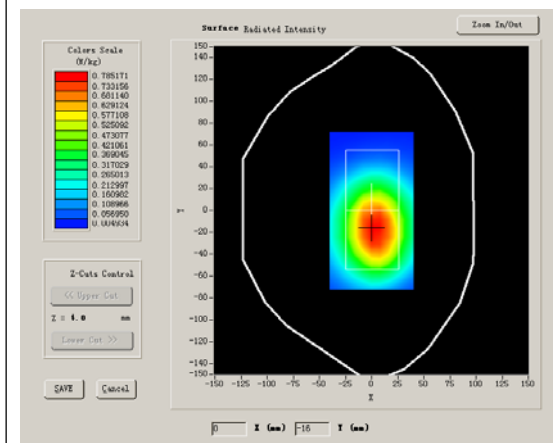 Surface Radiated Intensity
Zoom In/Out
Colors Scale
(W/kg)
0.785171
0.733156
0.681140
0.629124
0.577108
0.525092
0.473077
0.421061
0.369045
0.317029
0.265013
0.212997
0.160982
0.108966
0.056950
0.004934
150
140
120
100
80
60
40
20
0
-20
-40
-60
-80
-100
-120
-140
-150
Y
-150 -125 -100 -75 -50 -25 0 25 50 75 100 125 150
X
Z-Cuts Control
<< Upper Cut
Z = 4.0 mm
Lower Cut >>
SAVE Cancel
0 X (mm) -16 Y (mm)